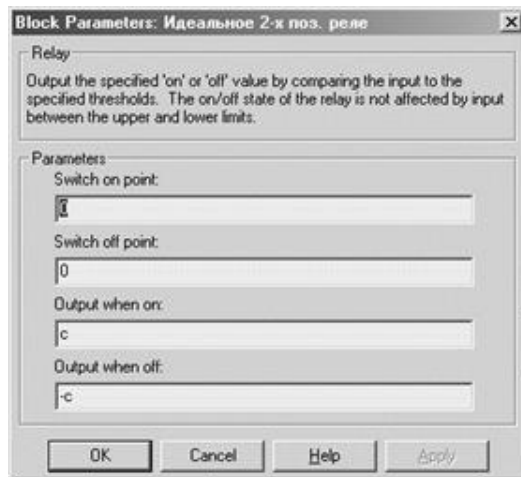 Block Parameters: Идеальное 2-х поз. реле
Relay
Output the specified 'on' or 'off' value by comparing the input to the
specified thresholds. The on/off state of the relay is not affected by input
between the upper and lower limits.
Parameters
Switch on point:
0
Switch off point:
0
Output when on:
c
Output when off:
-c
OK Cancel Help Apply